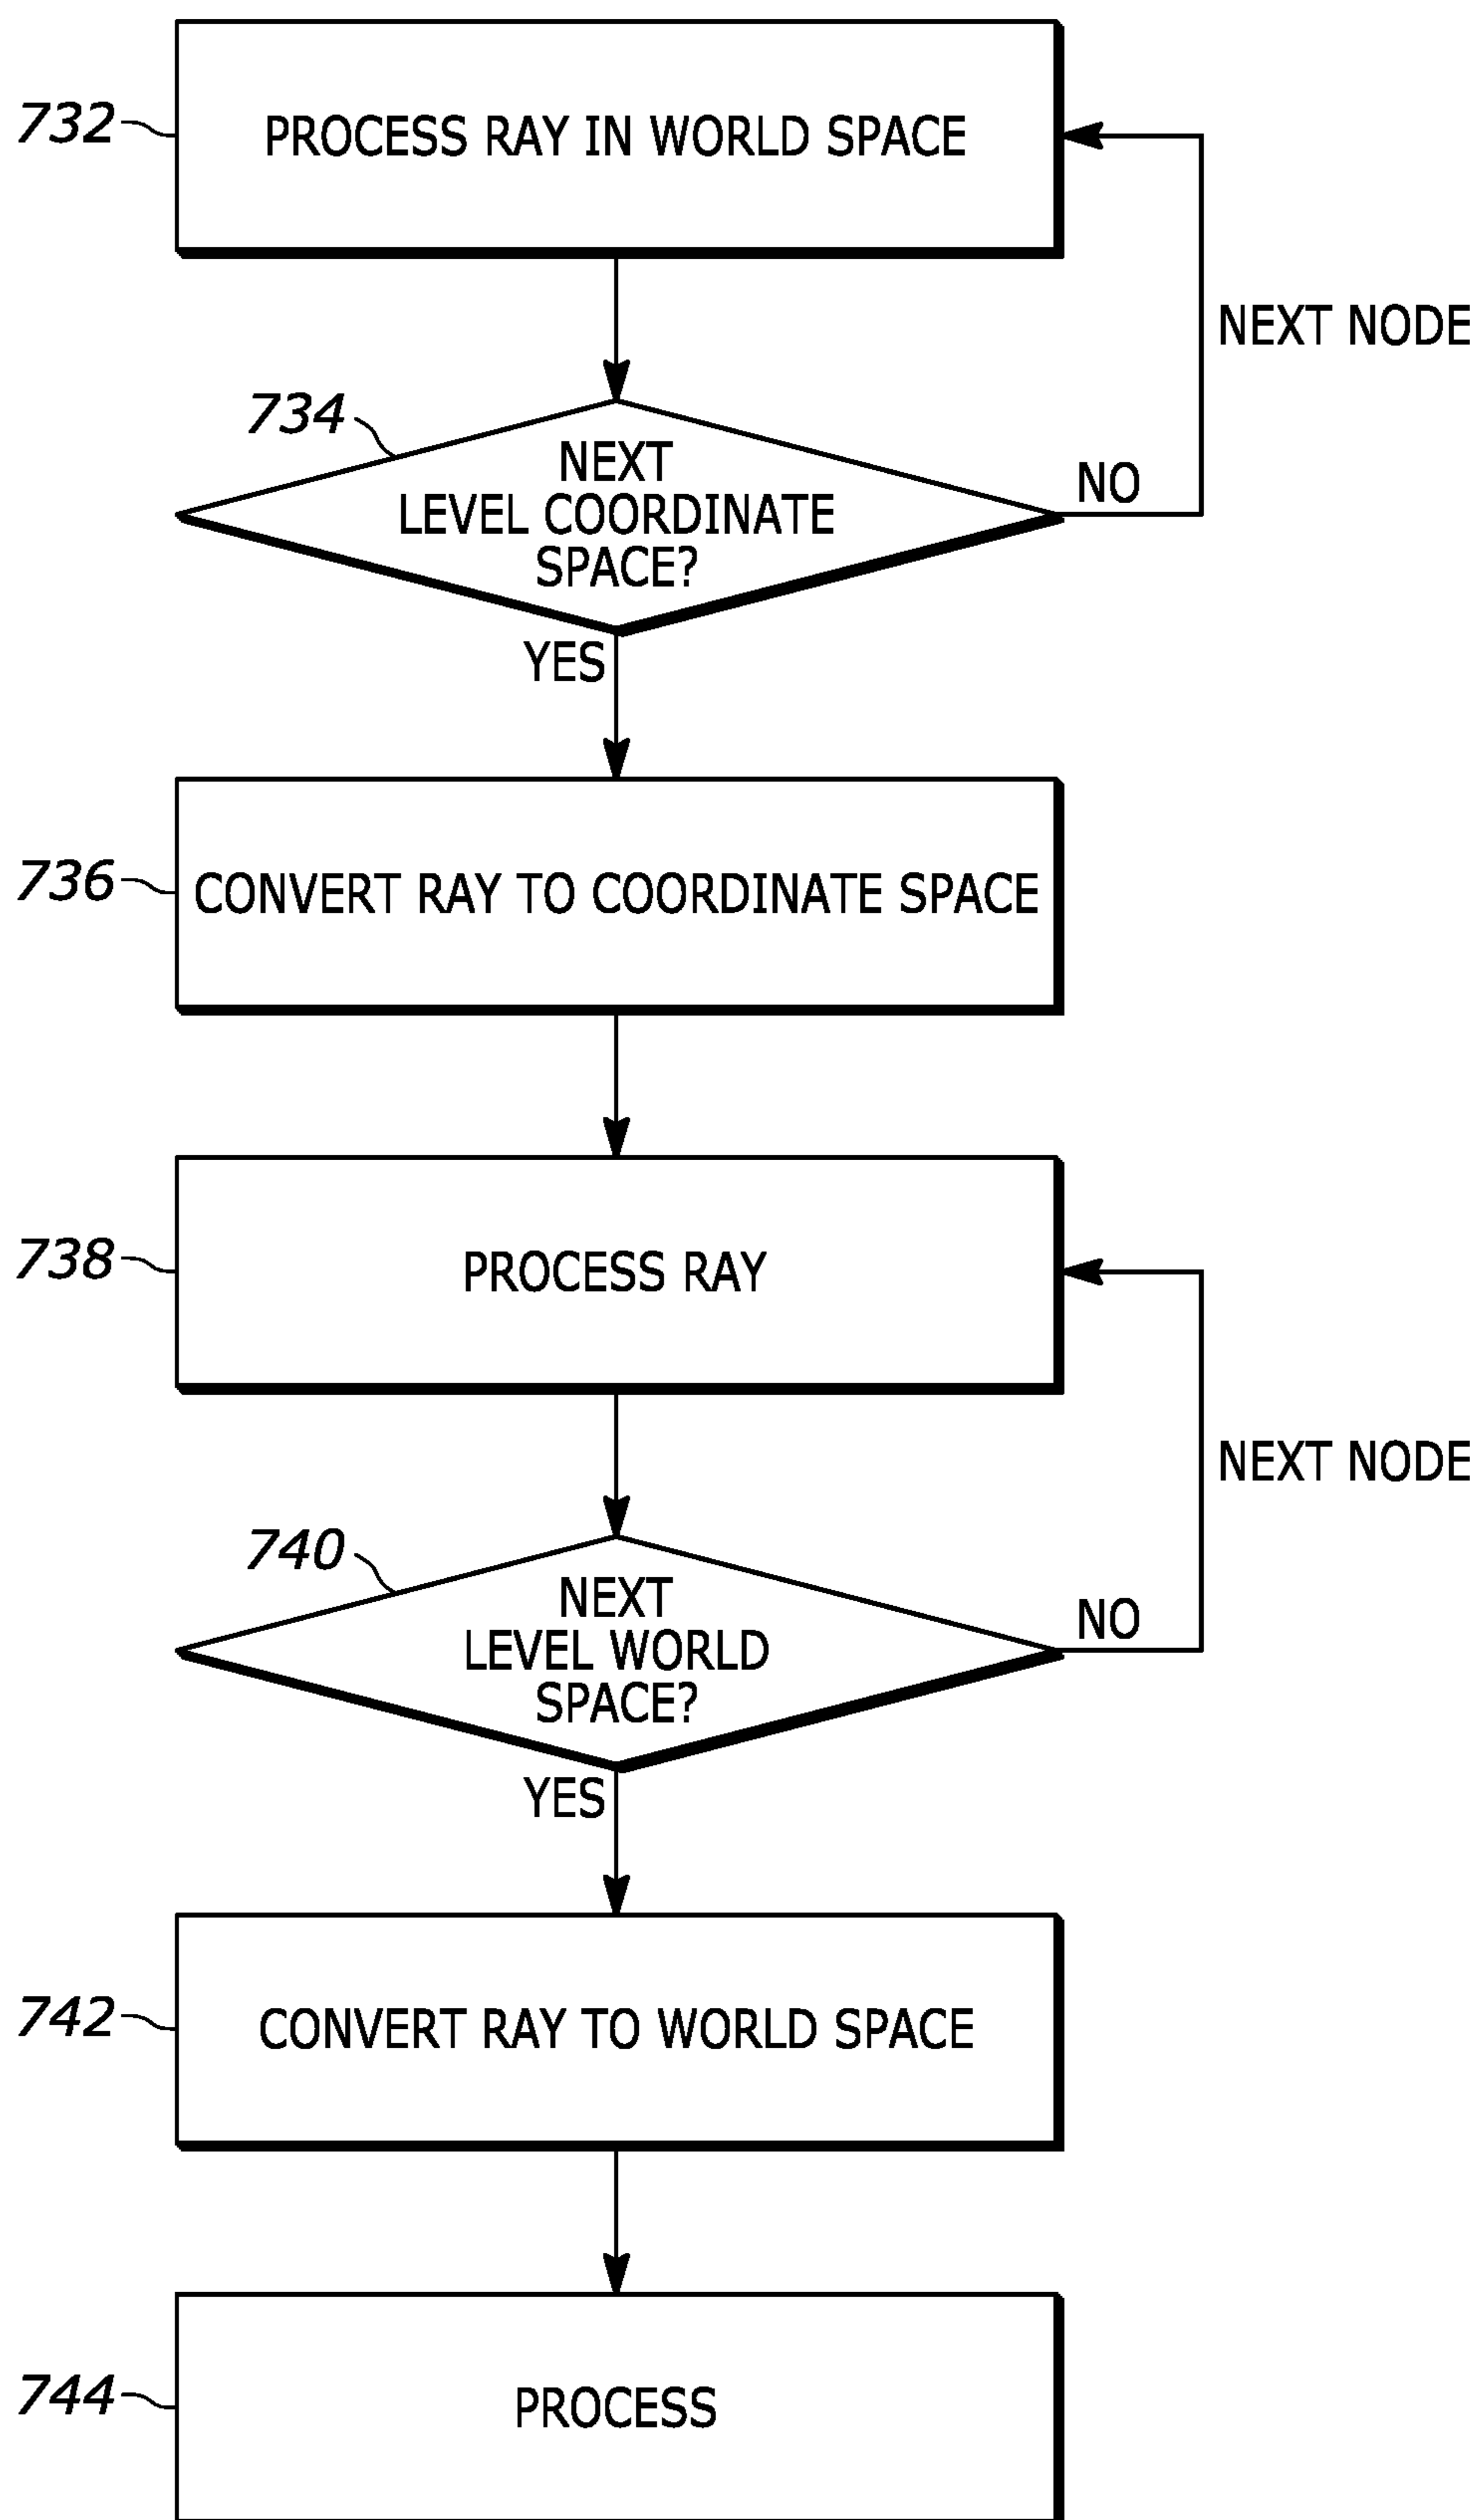 732
PROCESS RAY IN WORLD SPACE
NEXT NODE
734
NEXT
LEVEL COORDINATE
SPACE?
NO
YES
736
CONVERT RAY TO COORDINATE SPACE
738
PROCESS RAY
NEXT NODE
740
NEXT
LEVEL WORLD
SPACE?
NO
YES
742
CONVERT RAY TO WORLD SPACE
744
PROCESS